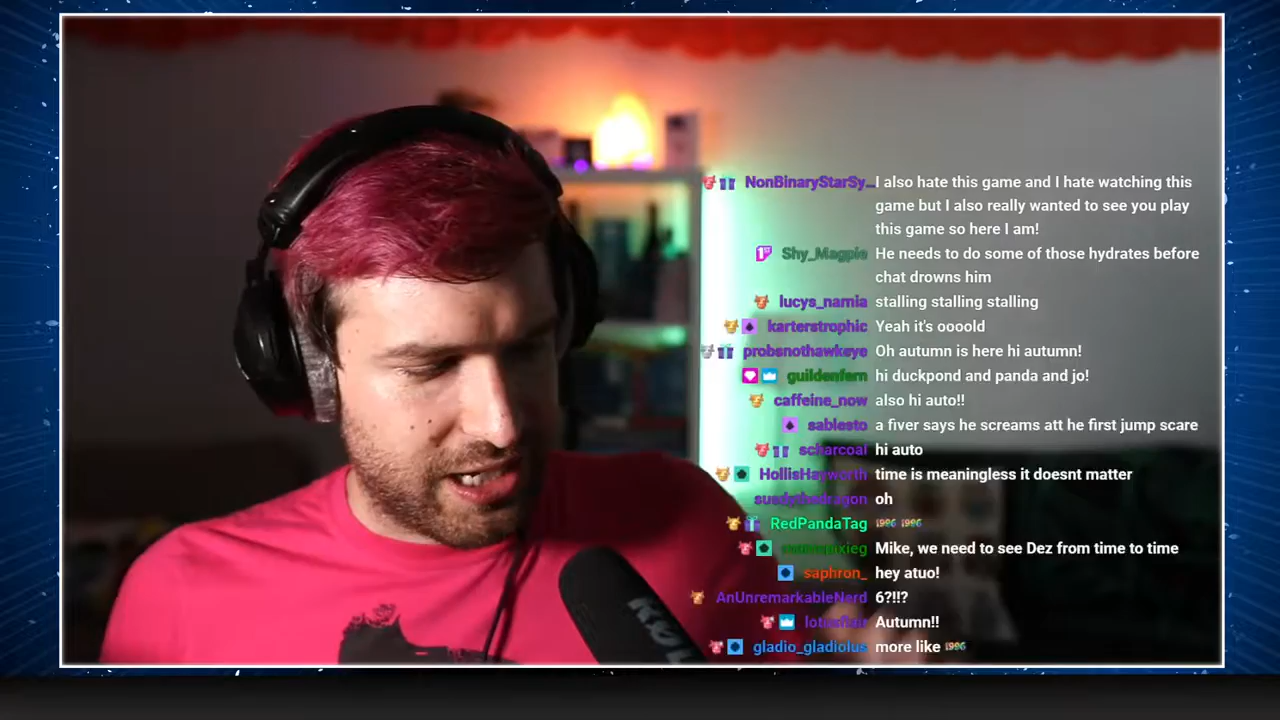 NonBinaryStarSy... I also hate this game and I hate watching this
game but I also really wanted to see you play
this game so here I am!
Shy_Magpie He needs to do some of those hydrates before
chat drowns him
lucys_narnia stalling stalling stalling
karterstrophic Yeah it's oooold
probsnothawkeye Oh autumn is here hi autumn!
guildenfern hi duckpond and panda and jo!
caffeine_now also hi auto!!
sablesto a fiver says he screams att he first jump scare
scharcoal hi auto
HollisHayworth time is meaningless it doesnt matter
suedythedragon oh
RedPandaTag 1996 1996
Mike, we need to see Dez from time to time
saphron_ hey atuo!
AnUnremarkableNerd 6?!!?
Autumn!!
gladio_gladiolus more like 1996